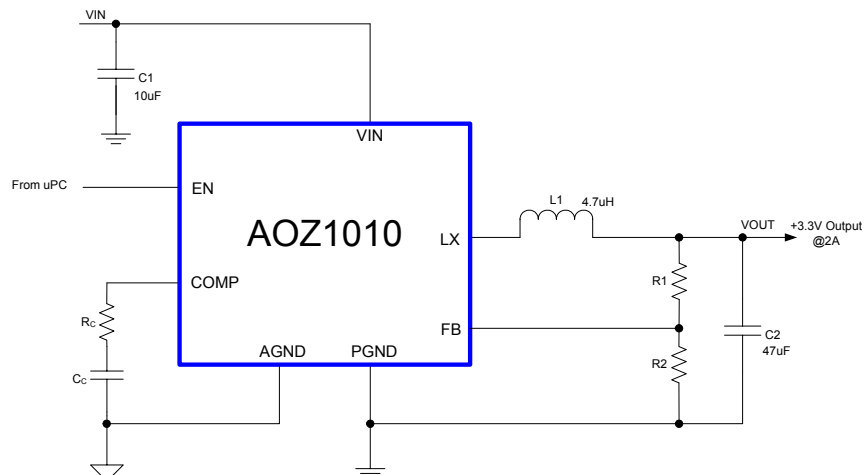 VIN
C1
10uF
VIN
From uPC
EN
L1
4.7uH
AOZ1010
LX
VOUT
+3.3V Output
@2A
COMP
R1
RC
FB
C2
47uF
AGND
PGND
R2
CC